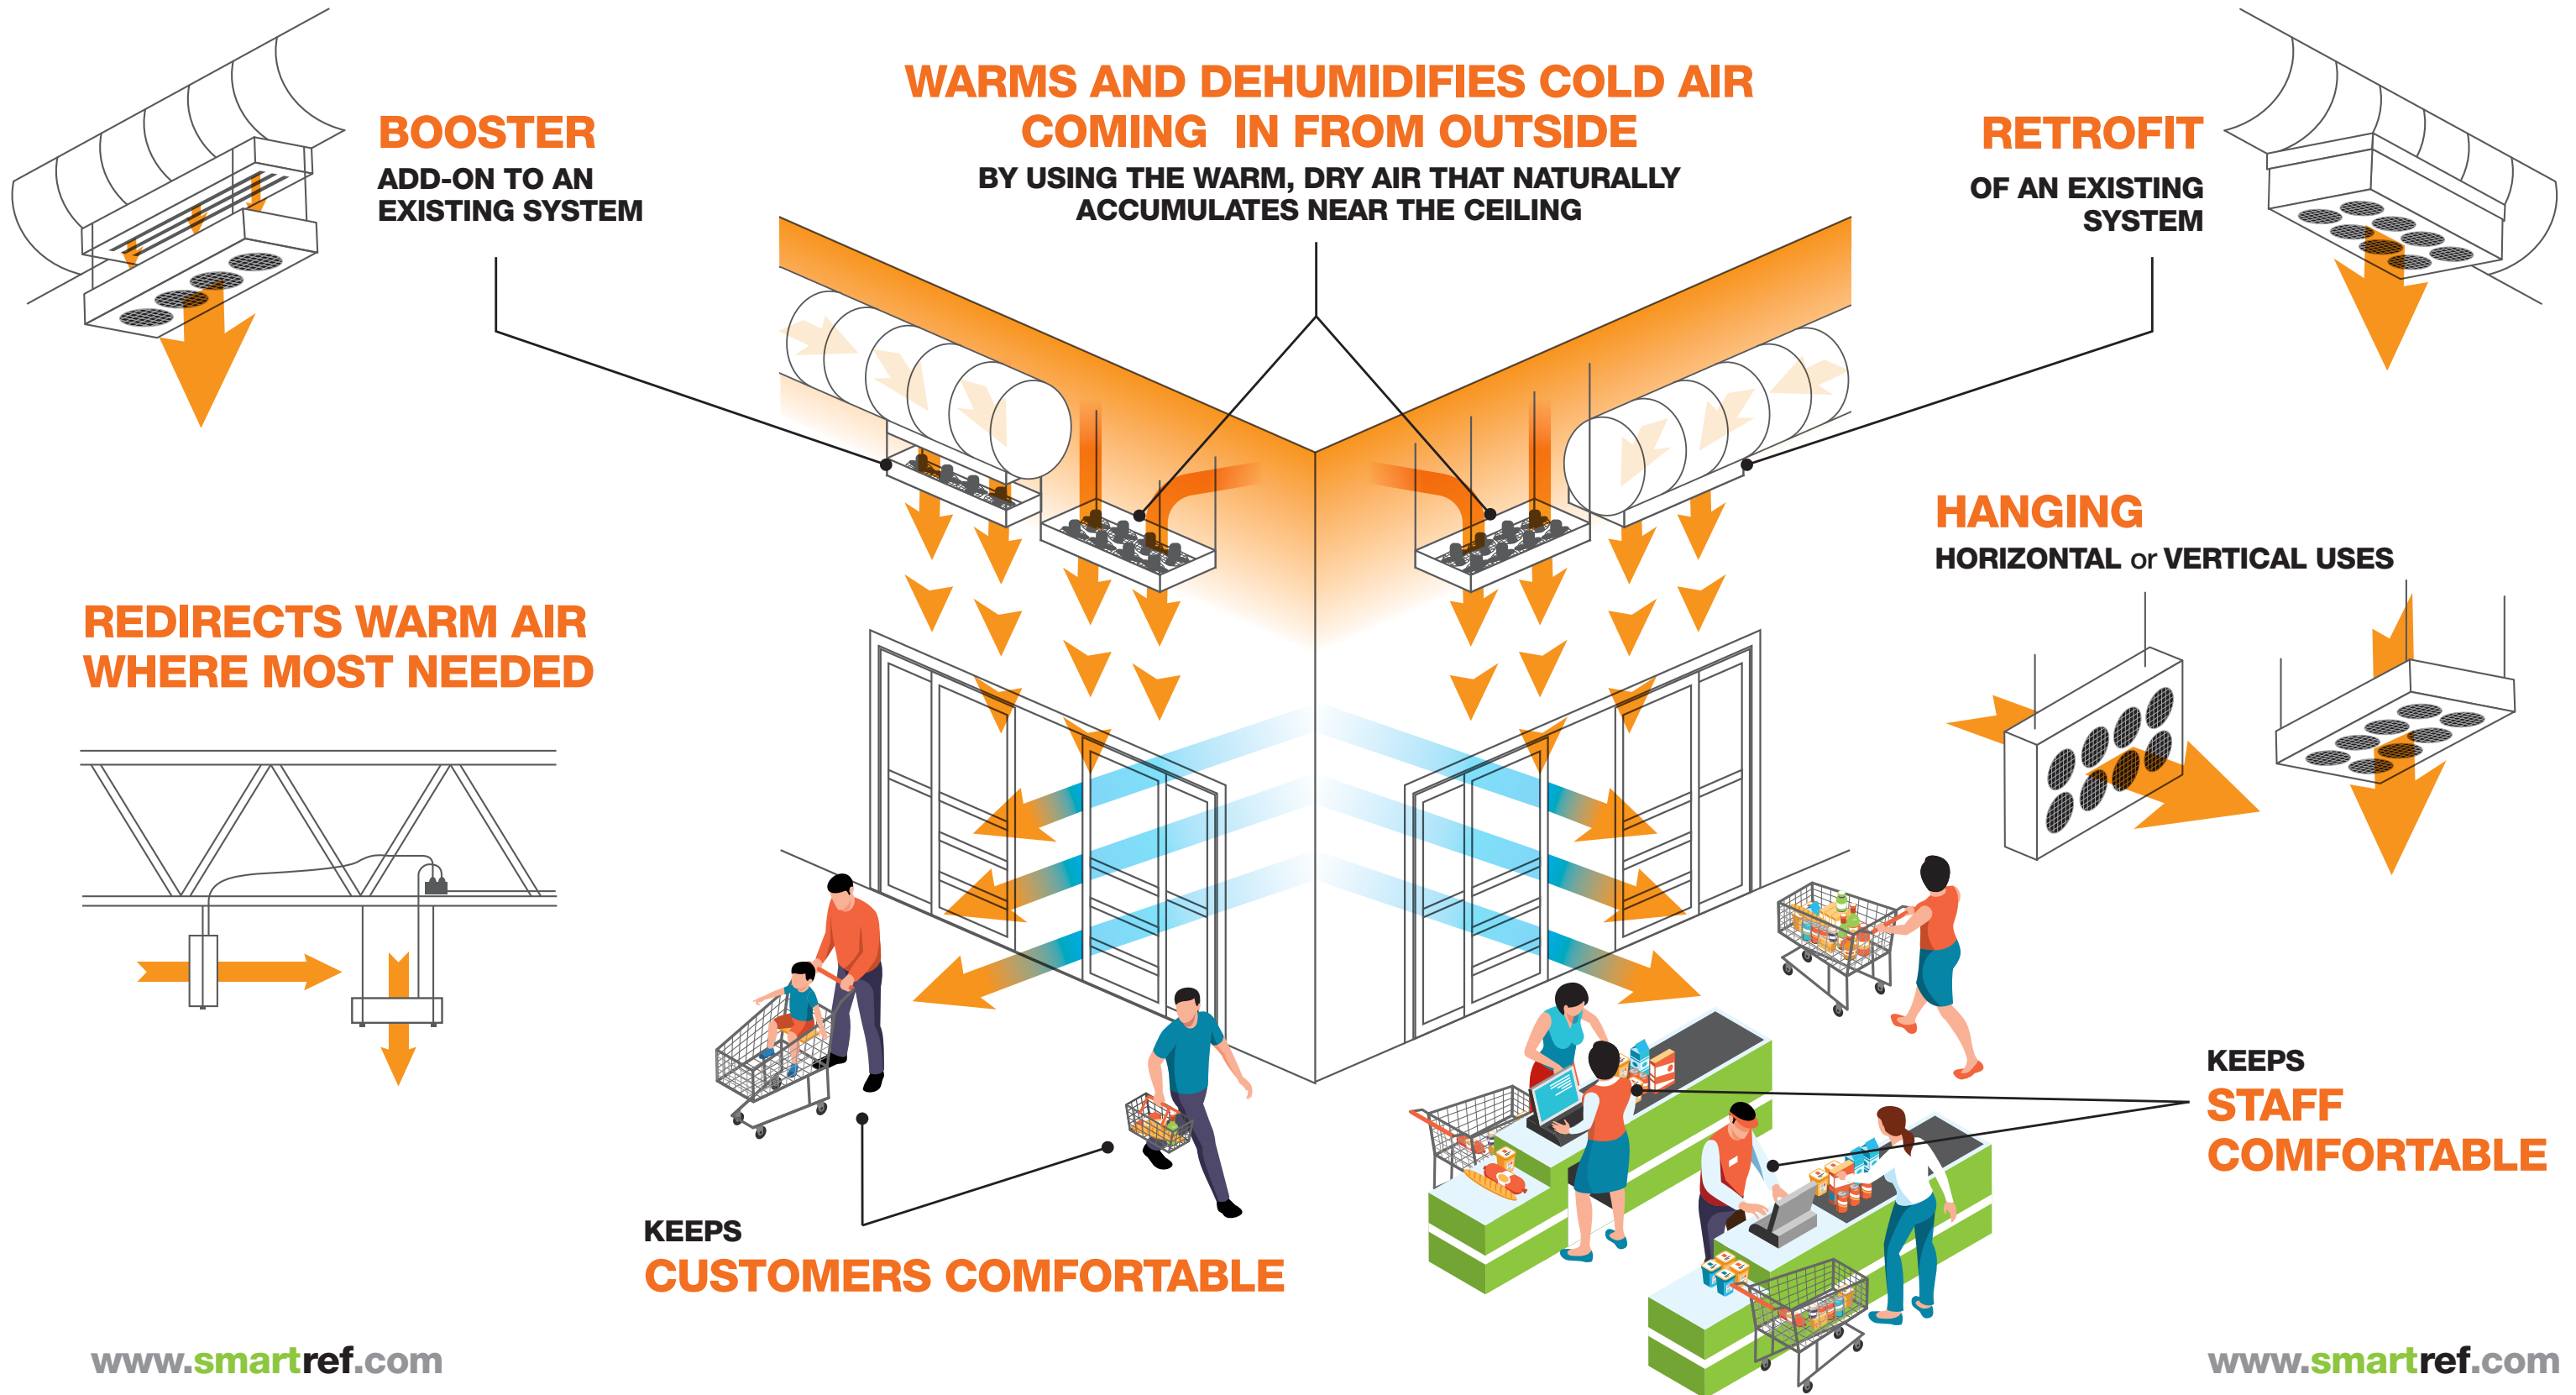 WARMS AND DEHUMIDIFIES COLD AIR
COMING IN FROM OUTSIDE
BY USING THE WARM, DRY AIR THAT NATURALLY
ACCUMULATES NEAR THE CEILING
BOOSTER
ADD-ON TO AN
EXISTING SYSTEM
RETROFIT
OF AN EXISTING
SYSTEM
HANGING
HORIZONTAL or VERTICAL USES
REDIRECTS WARM AIR
WHERE MOST NEEDED
KEEPS
STAFF
COMFORTABLE
KEEPS
CUSTOMERS COMFORTABLE
www.smartref.com
www.smartref.com